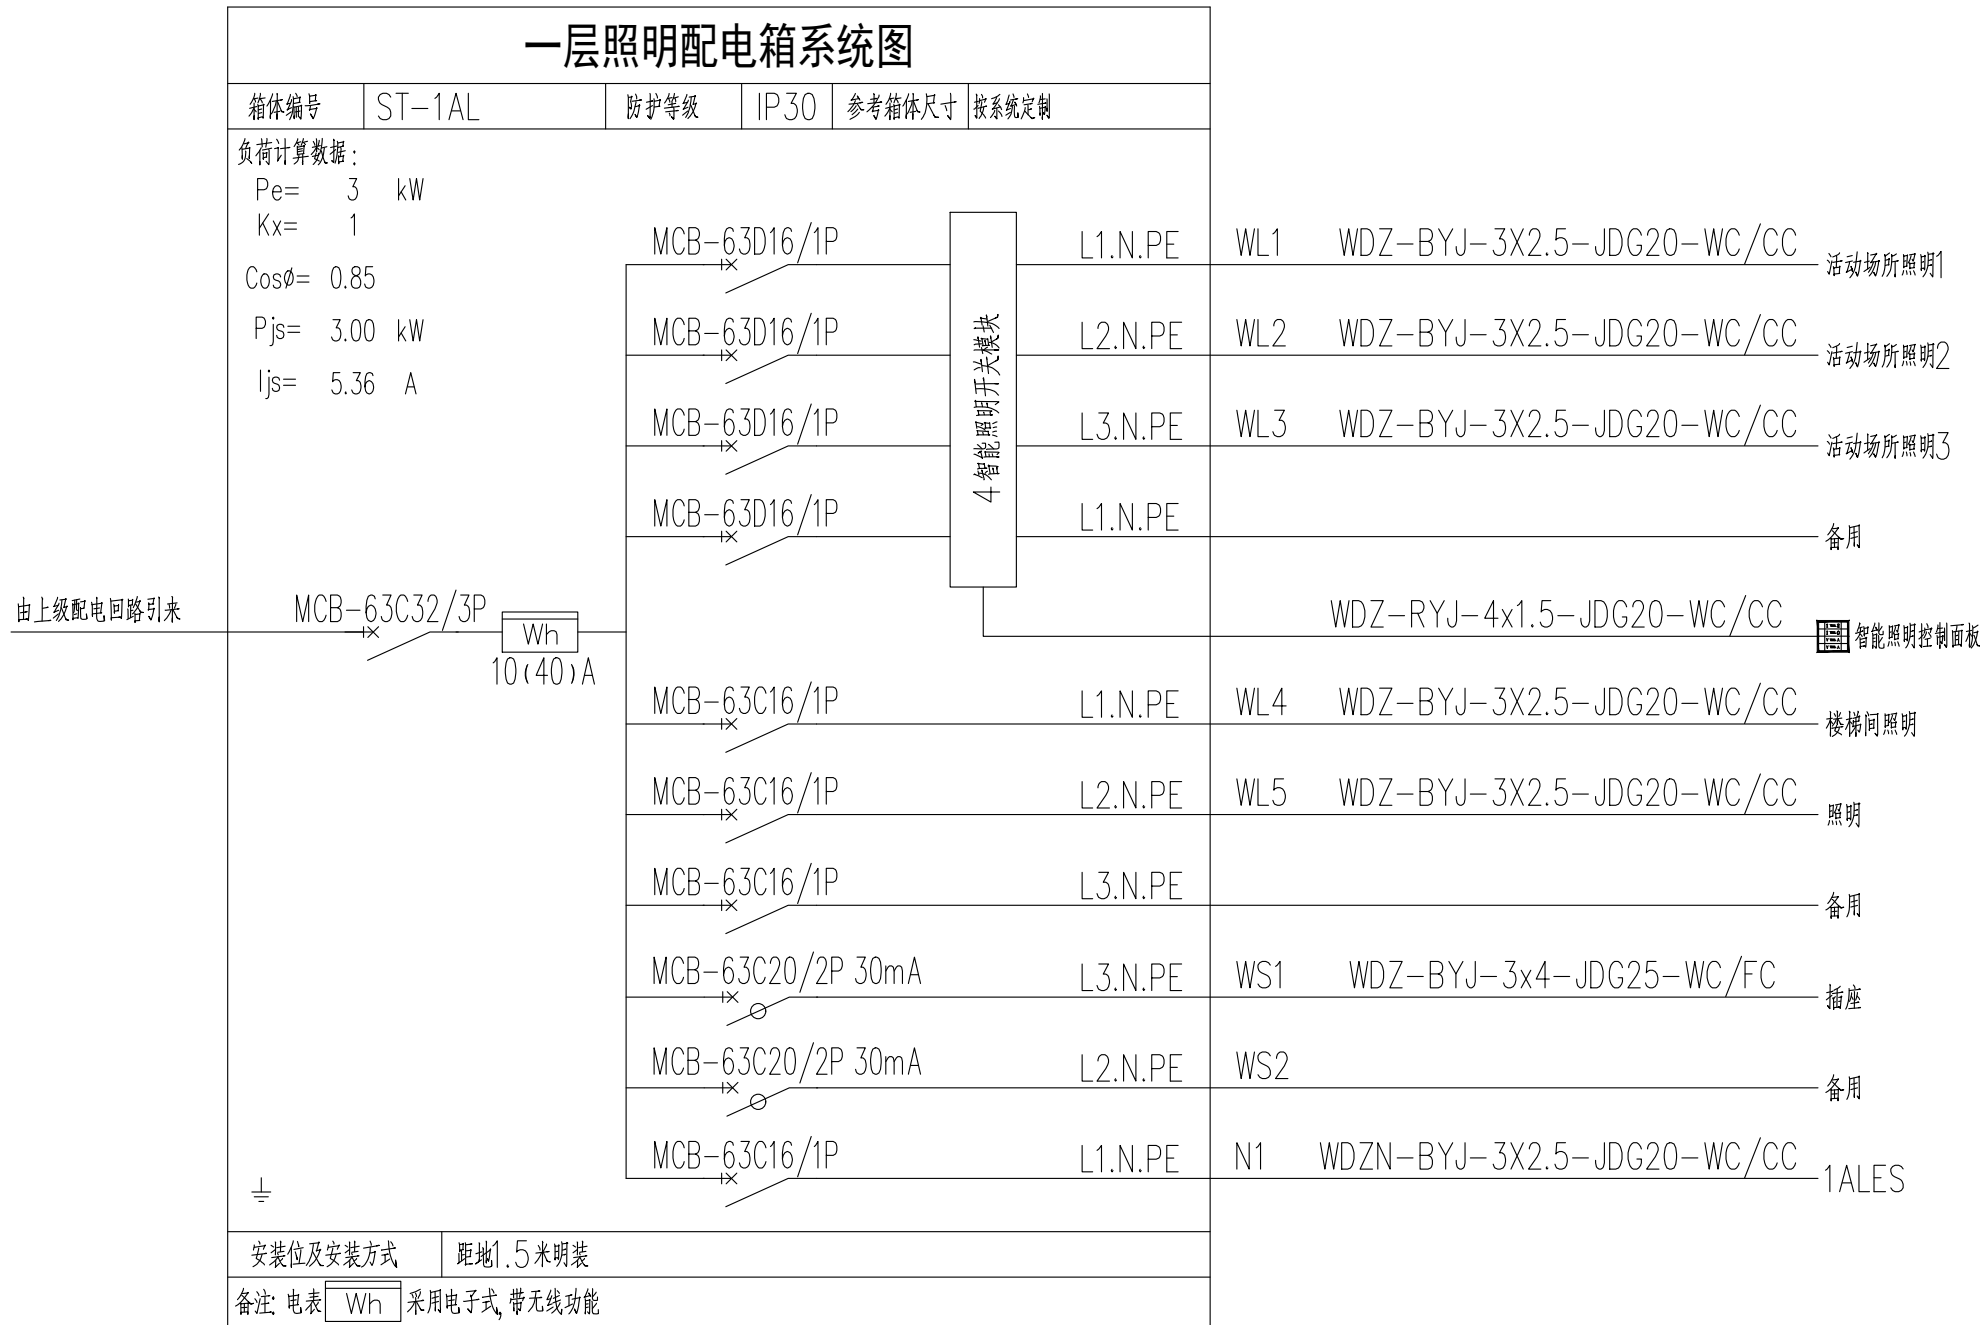 一层照明配电箱系统图
箱体编号 ST-1AL 防护等级 IP30 参考箱体尺寸 按系统定制
负荷计算数据:
Pe= 3 kW
Kx= 1
Cosø= 0.85
Pjs= 3.00 kW
Ijs= 5.36 A
MCB-63D16/1P L1.N.PE WL1 WDZ-BYJ-3X2.5-JDG20-WC/CC 活动场所照明1
MCB-63D16/1P L2.N.PE WL2 WDZ-BYJ-3X2.5-JDG20-WC/CC 活动场所照明2
MCB-63D16/1P L3.N.PE WL3 WDZ-BYJ-3X2.5-JDG20-WC/CC 活动场所照明3
MCB-63D16/1P L1.N.PE 备用
4智能照明开关模块
由上级配电回路引来 MCB-63C32/3P Wh
10(40)A
WDZ-RYJ-4x1.5-JDG20-WC/CC 智能照明控制面板
MCB-63C16/1P L1.N.PE WL4 WDZ-BYJ-3X2.5-JDG20-WC/CC 楼梯间照明
MCB-63C16/1P L2.N.PE WL5 WDZ-BYJ-3X2.5-JDG20-WC/CC 照明
MCB-63C16/1P L3.N.PE 备用
MCB-63C20/2P 30mA L3.N.PE WS1 WDZ-BYJ-3x4-JDG25-WC/FC 插座
MCB-63C20/2P 30mA L2.N.PE WS2 备用
MCB-63C16/1P L1.N.PE N1 WDZN-BYJ-3X2.5-JDG20-WC/CC 1ALES
安装位及安装方式 距地1.5米明装
备注: 电表 Wh 采用电子式,带无线功能